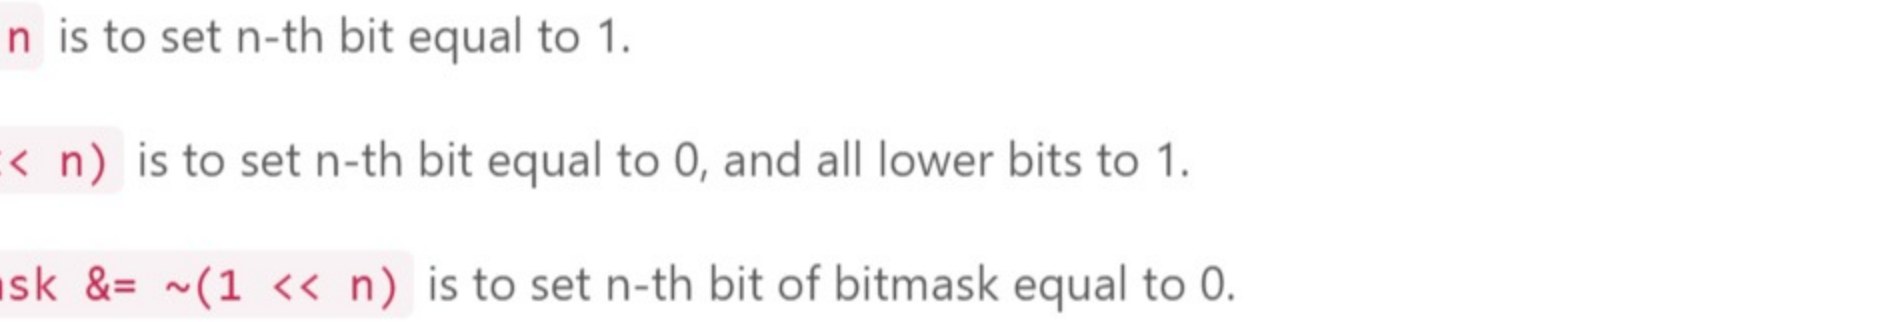 n is to set n-th bit equal to 1.
< n) is to set n-th bit equal to 0, and all lower bits to 1.
sk &= ~(1 << n) is to set n-th bit of bitmask equal to 0.